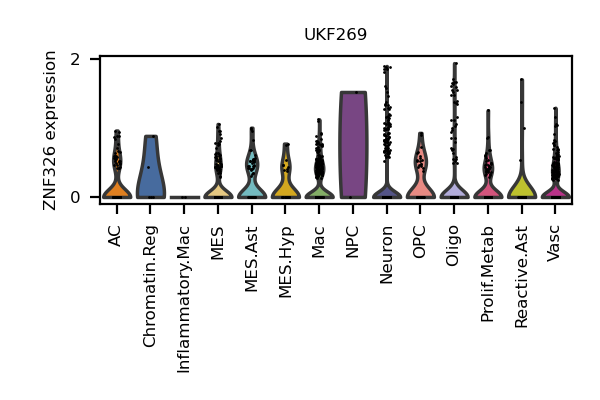 UKF269
ZNF326 expression
2
0
AC
Chromatin.Reg
Inflammatory.Mac
MES
MES.Ast
MES.Hyp
Mac
NPC
Neuron
OPC
Oligo
Prolif.Metab
Reactive.Ast
Vasc